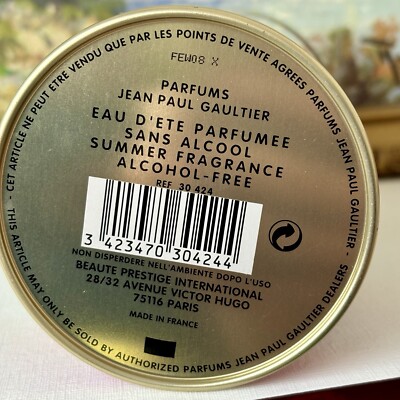 - CET ARTICLE NE PEUT ÊTRE VENDU QUE PAR LES POINTS DE VENTE AGREES PARFUMS JEAN PAUL GAULTIER -
THIS ARTICLE MAY ONLY BE SOLD BY AUTHORIZED PARFUMS JEAN PAUL GAULTIER DEALERS
FEW08 X
PARFUMS
JEAN PAUL GAULTIER
EAU D'ETE PARFUMEE
SANS ALCOOL
SUMMER FRAGRANCE
ALCOHOL-FREE
REF 30 424
3 423470 304244
NON DISPERDERE NELL'AMBIENTE DOPO L'USO
BEAUTE PRESTIGE INTERNATIONAL
28/32 AVENUE VICTOR HUGO
75116 PARIS
MADE IN FRANCE